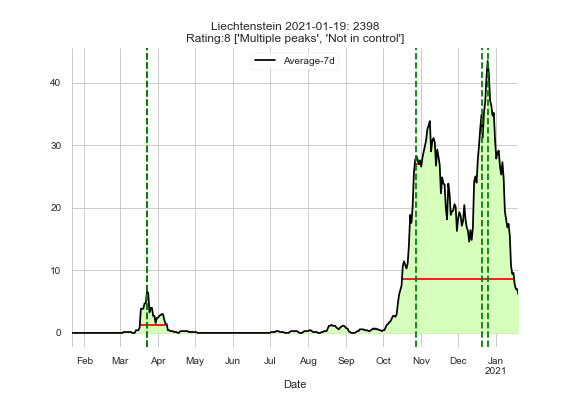 Liechtenstein 2021-01-19: 2398
Rating:8 ['Multiple peaks', 'Not in control']
Average-7d
40
30
20
10
0
Feb Mar Apr May Jun Jul Aug Sep Oct Nov Dec Jan
2021
Date